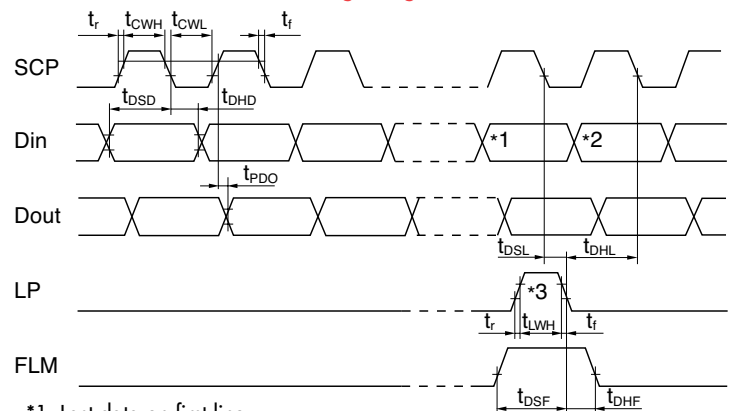 tr tCWH tCWL tf
SCP
tDSD tDHD
Din *1 *2
tPDO
Dout
tDSL tDHL
LP *3
tr tLWH tf
FLM
tDSF tDHF